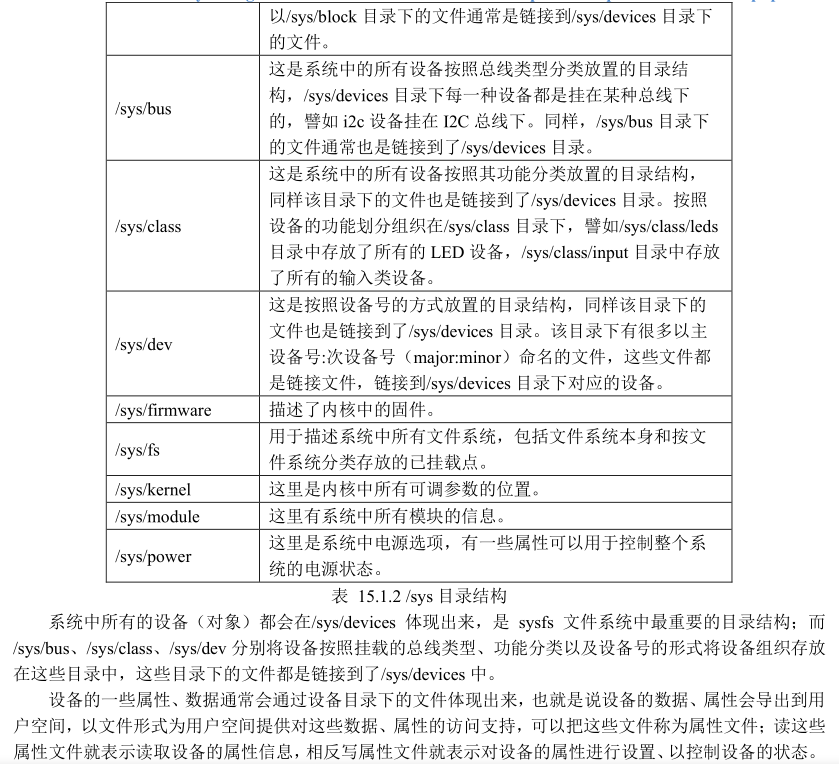 以/sys/block 目录下的文件通常是链接到/sys/devices 目录下
的文件。
/sys/bus
这是系统中的所有设备按照总线类型分类放置的目录结
构，/sys/devices 目录下每一种设备都是挂在某种总线下
的，譬如 i2c 设备挂在 I2C 总线下。同样，/sys/bus 目录下
的文件通常也是链接到了/sys/devices 目录。
/sys/class
这是系统中的所有设备按照其功能分类放置的目录结构，
同样该目录下的文件也是链接到了/sys/devices 目录。按照
设备的功能划分组织在/sys/class 目录下，譬如/sys/class/leds
目录中存放了所有的 LED 设备，/sys/class/input 目录中存放
了所有的输入类设备。
/sys/dev
这是按照设备号的方式放置的目录结构，同样该目录下的
文件也是链接到了/sys/devices 目录。该目录下有很多以主
设备号:次设备号（major:minor）命名的文件，这些文件都
是链接文件，链接到/sys/devices 目录下对应的设备。
/sys/firmware
描述了内核中的固件。
/sys/fs
用于描述系统中所有文件系统，包括文件系统本身和按文
件系统分类存放的已挂载点。
/sys/kernel
这里是内核中所有可调参数的位置。
/sys/module
这里有系统中所有模块的信息。
/sys/power
这里是系统中电源选项，有一些属性可以用于控制整个系
统的电源状态。
表 15.1.2 /sys 目录结构
系统中所有的设备（对象）都会在/sys/devices 体现出来，是 sysfs 文件系统中最重要的目录结构；而
/sys/bus、/sys/class、/sys/dev 分别将设备按照挂载的总线类型、功能分类以及设备号的形式将设备组织存放
在这些目录中，这些目录下的文件都是链接到了/sys/devices 中。
设备的一些属性、数据通常会通过设备目录下的文件体现出来，也就是说设备的数据、属性会导出到用
户空间，以文件形式为用户空间提供对这些数据、属性的访问支持，可以把这些文件称为属性文件；读这些
属性文件就表示读取设备的属性信息，相反写属性文件就表示对设备的属性进行设置、以控制设备的状态。